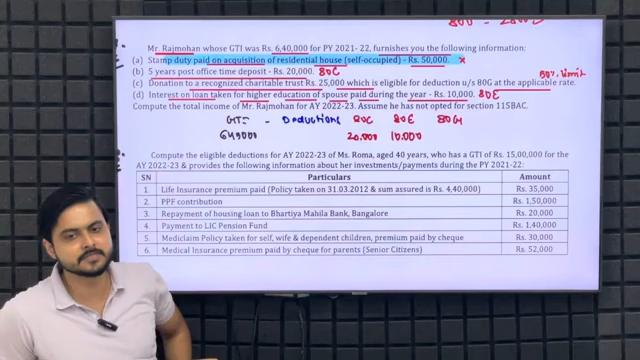 800 - 2000
Mr. Rajmohan whose GTI was Rs. 6,40,000 for PY 2021- 22, furnishes you the following information:
(a) Stamp duty paid on acquisition of residential house (self-occupied) - Rs. 50,000. x
(b) 5 years post office time deposit - Rs. 20,000. 80C
50% limit
(c) Donation to a recognized charitable trust Rs. 25,000 which is eligible for deduction u/s 80G at the applicable rate.
(d) Interest on loan taken for higher education of spouse paid during the year - Rs. 10,000. 80E
Compute the total income of Mr. Rajmohan for AY 2022-23. Assume he has not opted for section 115BAC.
GTI - Deductions 80C 80E 80G
640000 20.000 10.000
Compute the eligible deductions for AY 2022-23 of Ms. Roma, aged 40 years, who has a GTI of Rs. 15,00,000 for the
AY 2022-23 & provides the following information about her investments/payments during the FY 2021-22:
SN Particulars Amount
1. Life Insurance premium paid (Policy taken on 31.03.2012 & sum assured is Rs. 4,40,000) Rs. 35,000
2. PPF contribution Rs. 1,50,000
3. Repayment of housing loan to Bhartiya Mahila Bank, Bangalore Rs. 20,000
4. Payment to LIC Pension Fund Rs. 1,40,000
5. Mediclaim Policy taken for self, wife & dependent children, premium paid by cheque Rs. 30,000
6. Medical Insurance premium paid by cheque for parents (Senior Citizens) Rs. 52,000